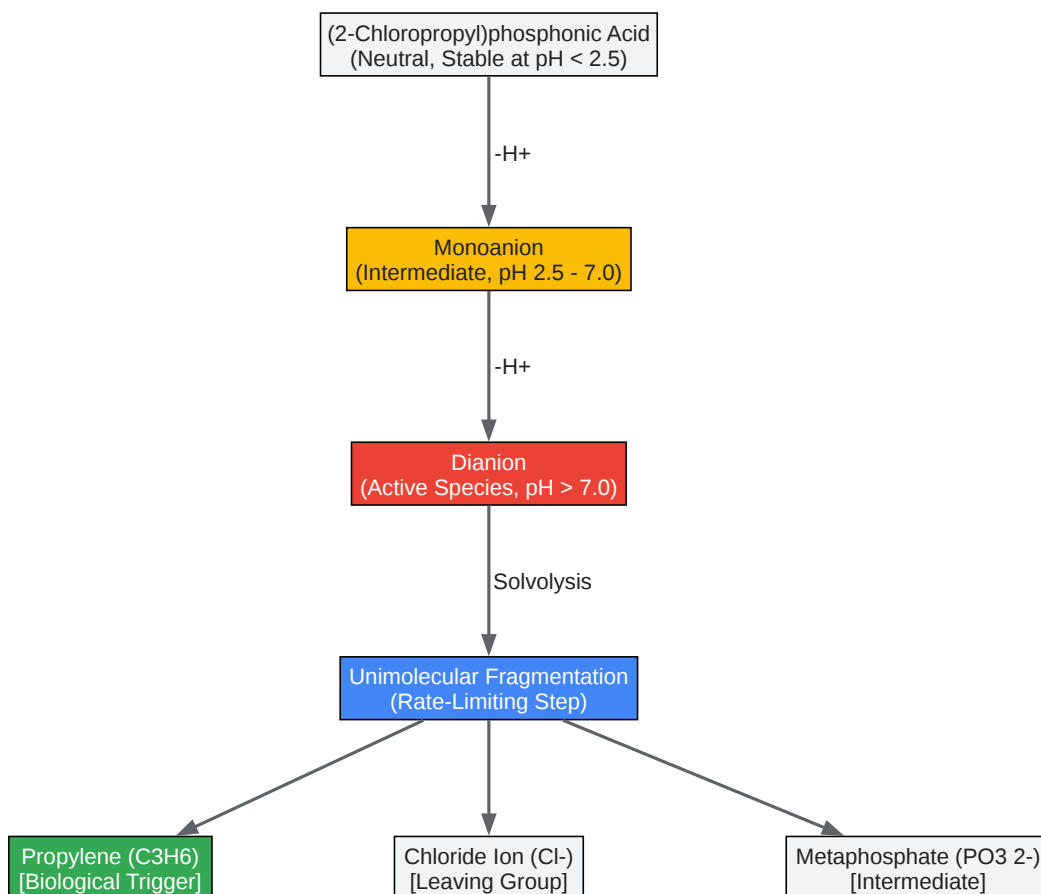 (2-Chloropropyl)phosphonic Acid
(Neutral, Stable at pH < 2.5)
-H+
Monoanion
(Intermediate, pH 2.5 - 7.0)
-H+
Dianion
(Active Species, pH > 7.0)
Solvolysis
Unimolecular Fragmentation
(Rate-Limiting Step)
Propylene (C3H6)
[Biological Trigger]
Chloride Ion (Cl-)
[Leaving Group]
Metaphosphate (PO3 2-)
[Intermediate]